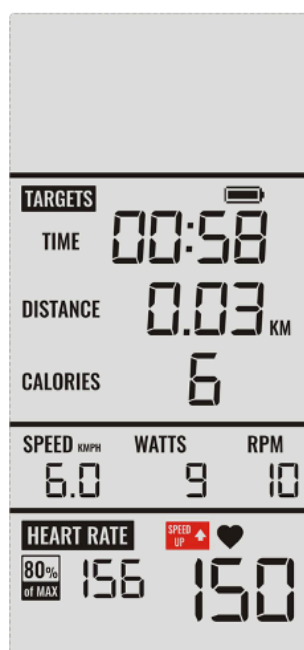 TARGETS
TIME 00:58
DISTANCE 0.03 KM
CALORIES 6
SPEED KMPH WATTS RPM
6.0 9 10
HEART RATE SPEED UP
80% of MAX 156 150